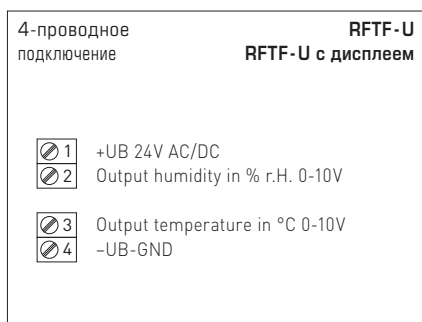 4-проводное RFTF-U
подключение RFTF-U с дисплеем
1 +UB 24V AC/DC
2 Output humidity in % r.H. 0-10V
3 Output temperature in °C 0-10V
4 –UB-GND